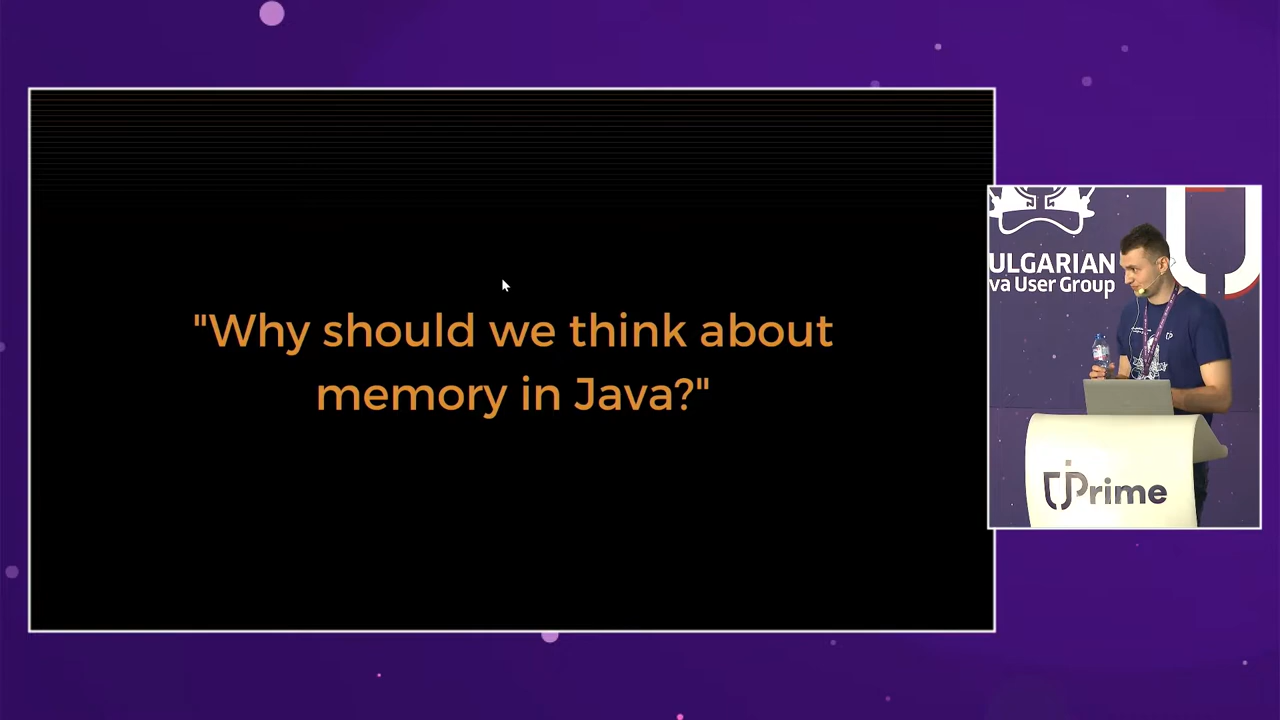 "Why should we think about
memory in Java?"
ULGARIAN
va User Group
Prime